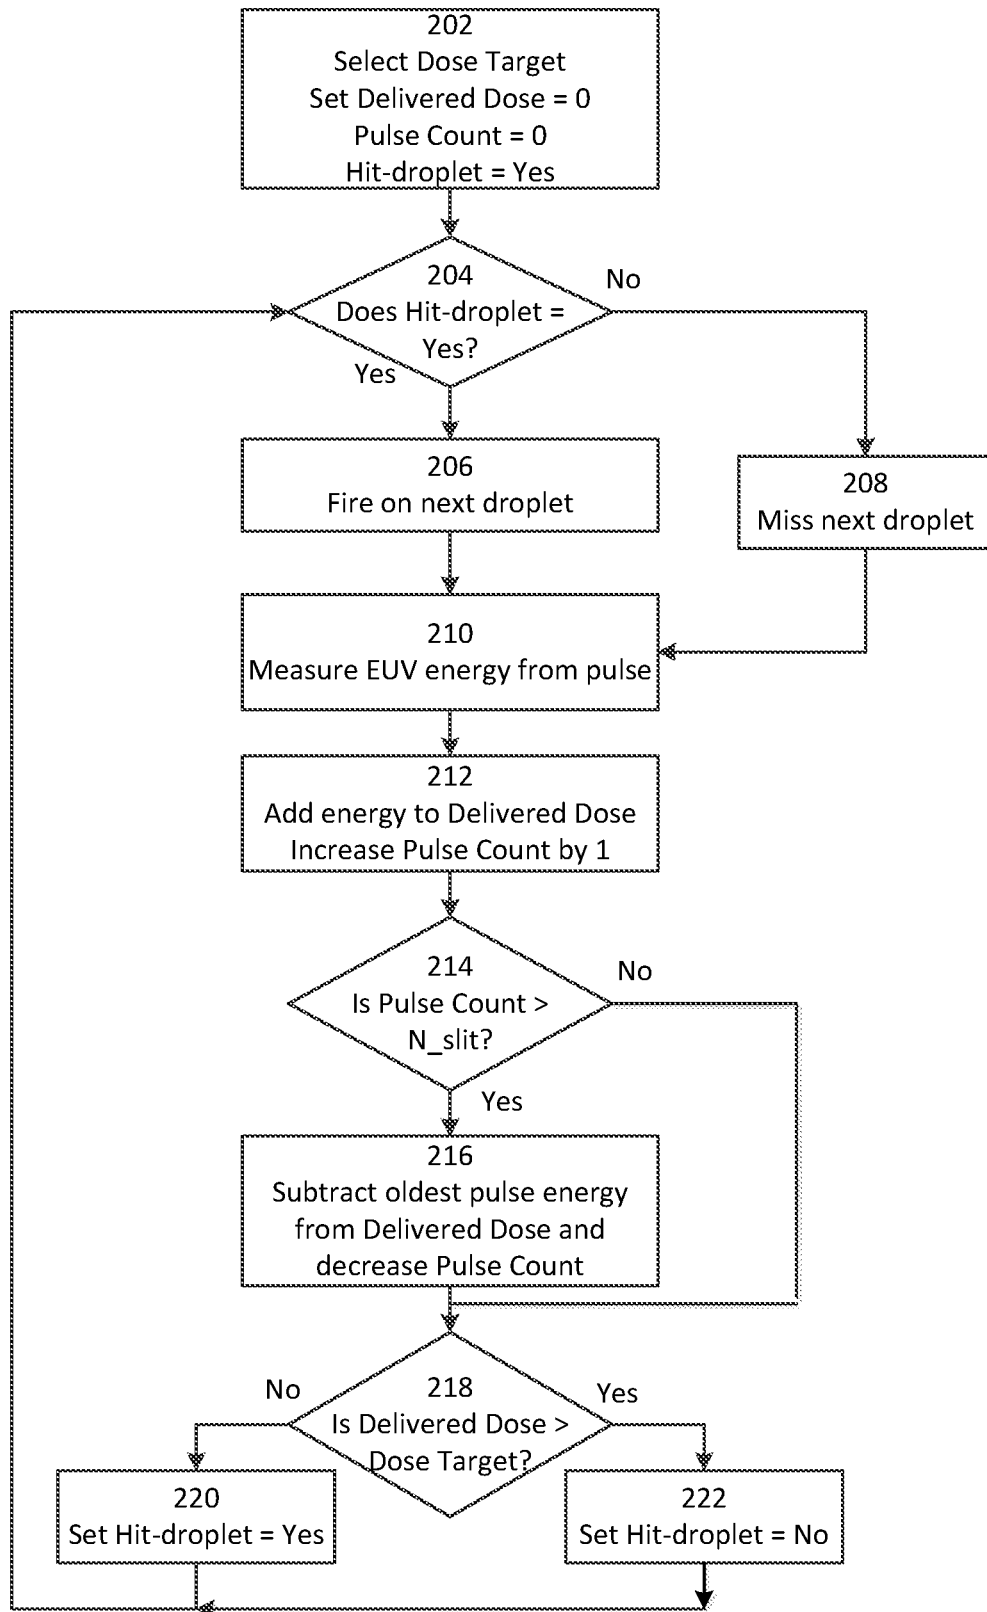 202
Select Dose Target
Set Delivered Dose = 0
Pulse Count = 0
Hit-droplet = Yes
204
Does Hit-droplet =
Yes?
No
Yes
206
Fire on next droplet
208
Miss next droplet
210
Measure EUV energy from pulse
212
Add energy to Delivered Dose
Increase Pulse Count by 1
214
Is Pulse Count >
N_slit?
No
Yes
216
Subtract oldest pulse energy
from Delivered Dose and
decrease Pulse Count
218
Is Delivered Dose >
Dose Target?
No
Yes
220
Set Hit-droplet = Yes
222
Set Hit-droplet = No